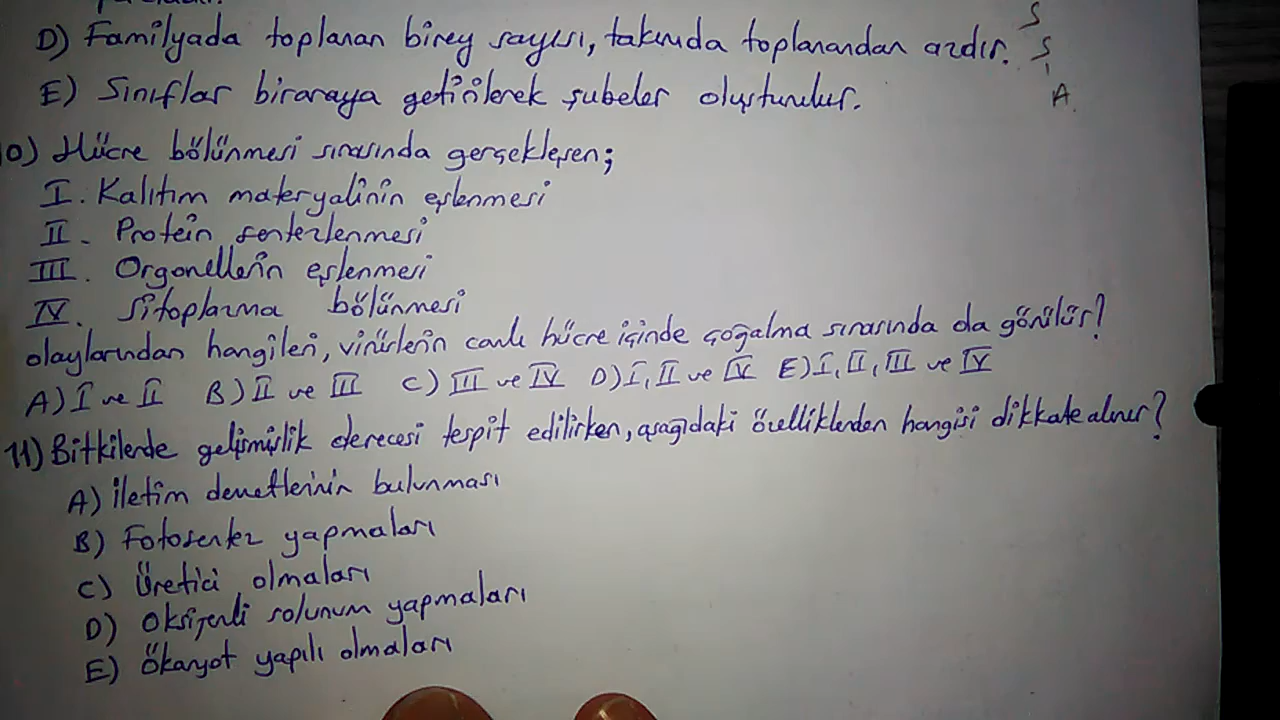 S
D) Familyada toplanan birey sayısı, takımda toplanandan azdır. S
A.
E) Sınıflar biraraya getirilerek şubeler oluşturulur.
10) Hücre bölünmesi sırasında gerçekleşen;
I. Kalıtım materyalinin eşlenmesi
II. Protein sentezlenmesi
III. Organellerin eşlenmesi
IV. Sitoplazma bölünmesi
olaylarından hangileri, virüslerin canlı hücre içinde çoğalma sırasında da görülür?
A) I ve II B) II ve III C) III ve IV D) I, II ve IV E) I, II, III ve IV
11) Bitkilerde gelişmişlik derecesi tespit edilirken, aşağıdaki özelliklerden hangisi dikkate alınır?
A) İletim demetlerinin bulunması
B) Fotosentez yapmaları
C) Üretici olmaları
D) Oksijenli solunum yapmaları
E) Ökaryot yapılı olmaları